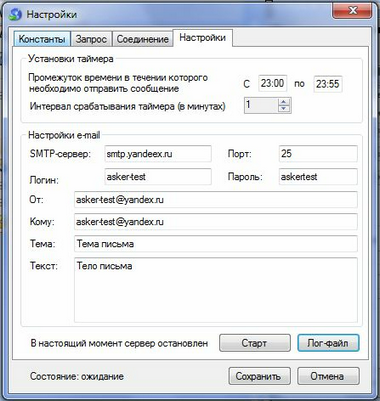 Настройки
Константы Запрос Соединение Настройки
Установки таймера
Промежуток времени в течении которого
необходимо отправить сообщение С 23:00 по 23:55
Интервал срабатывания таймера (в минутах) 1
Настройки e-mail
SMTP-сервер: smtp.yandeex.ru Порт: 25
Логин: asker-test Пароль: askertest
От: asker-test@yandex.ru
Кому: asker-test@yandex.ru
Тема: Тема письма
Текст: Тело письма
В настоящий момент сервер остановлен Старт Лог-файл
Состояние: ожидание Сохранить Отмена